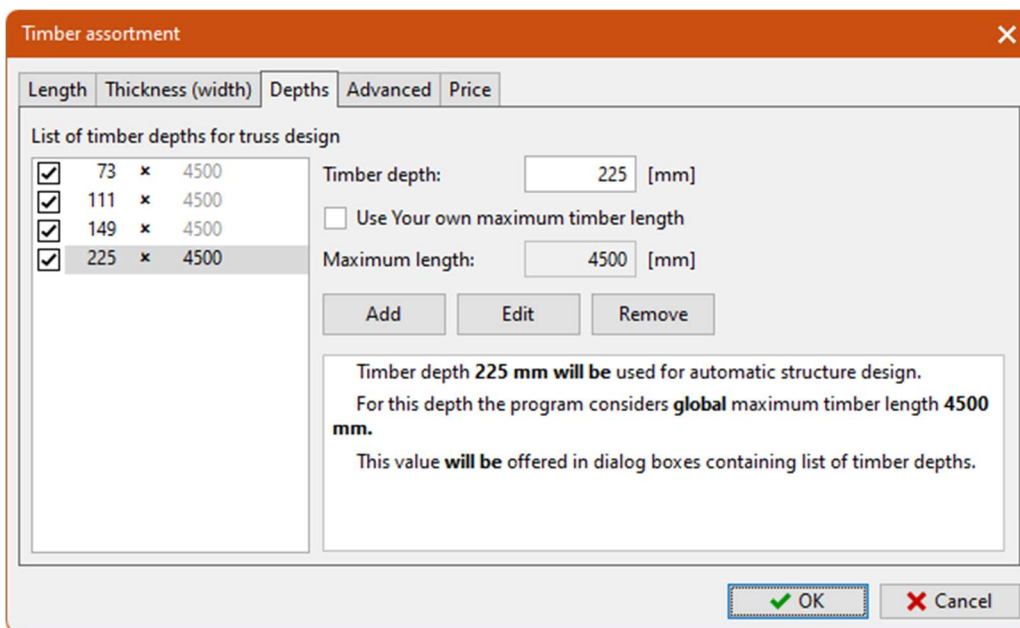 Timber assortment
Length Thickness (width) Depths Advanced Price
List of timber depths for truss design
73 × 4500
111 × 4500
149 × 4500
225 × 4500
Timber depth: 225 [mm]
Use Your own maximum timber length
Maximum length: 4500 [mm]
Add Edit Remove
Timber depth 225 mm will be used for automatic structure design.
For this depth the program considers global maximum timber length 4500
mm.
This value will be offered in dialog boxes containing list of timber depths.
OK Cancel